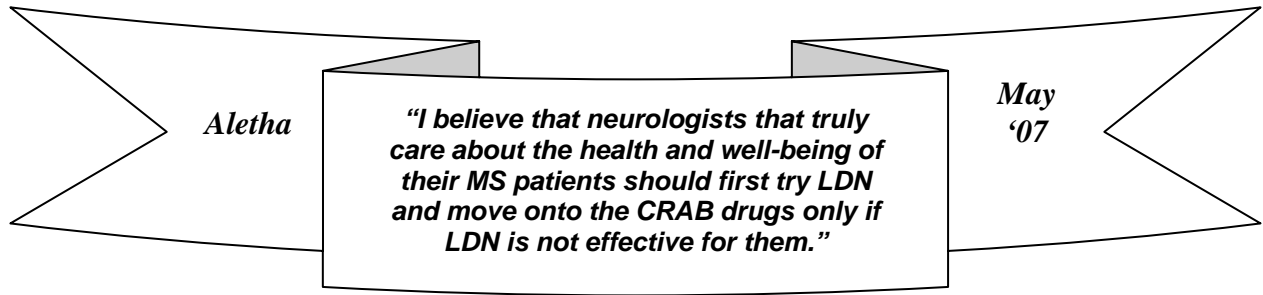 Aletha
“I believe that neurologists that truly
care about the health and well-being of
their MS patients should first try LDN
and move onto the CRAB drugs only if
LDN is not effective for them.”
May
‘07